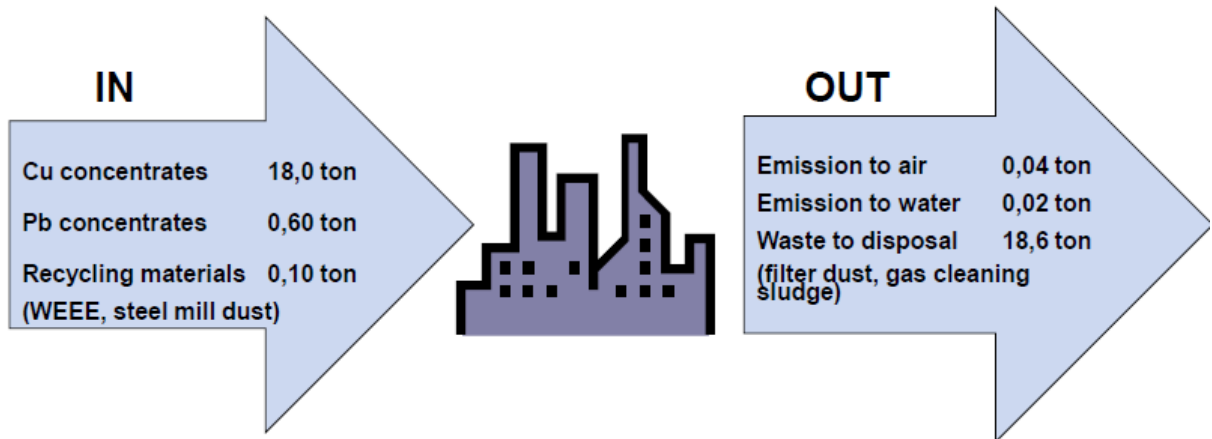 IN
Cu concentrates 18,0 ton
Pb concentrates 0,60 ton
Recycling materials 0,10 ton
(WEEE, steel mill dust)
OUT
Emission to air 0,04 ton
Emission to water 0,02 ton
Waste to disposal 18,6 ton
(filter dust, gas cleaning
sludge)